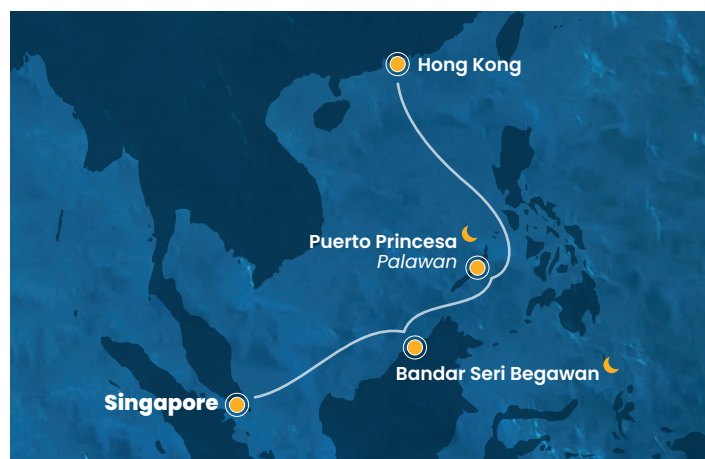 Hong Kong
Puerto Princesa
Palawan
Bandar Seri Begawan
Singapore